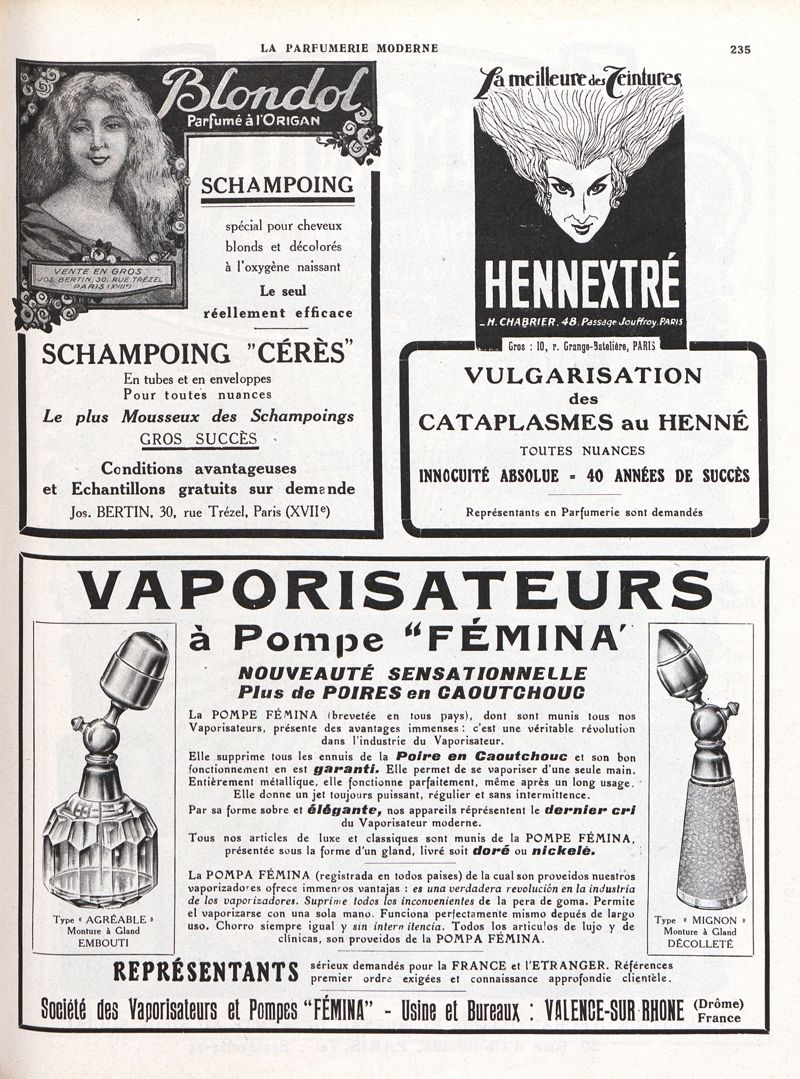 LA PARFUMERIE MODERNE
235
Blondol
Parfumé à l'ORIGAN
VENTE EN GROS:
JOS. BERTIN, 30, RUE TRÉZEL
PARIS (XVIIe)
SCHAMPOING
spécial pour cheveux
blonds et décolorés
à l'oxygène naissant
Le seul
réellement efficace
SCHAMPOING "CÉRÈS"
En tubes et en enveloppes
Pour toutes nuances
Le plus Mousseux des Schampoings
GROS SUCCÈS
Conditions avantageuses
et Echantillons gratuits sur demande
Jos. BERTIN, 30, rue Trézel, Paris (XVIIe)
La meilleure des Teintures
HENNEXTRÉ
H. CHABRIER. 48. Passage Jouffroy. PARIS
Gros : 10, r. Grange-Batelière, PARIS
VULGARISATION
des
CATAPLASMES au HENNÉ
TOUTES NUANCES
INNOCUITÉ ABSOLUE = 40 ANNÉES DE SUCCÈS
Représentants en Parfumerie sont demandés
VAPORISATEURS
à Pompe "FÉMINA"
NOUVEAUTÉ SENSATIONNELLE
Plus de POIRES en CAOUTCHOUC
La POMPE FÉMINA (brevetée en tous pays), dont sont munis tous nos
Vaporisateurs, présente des avantages immenses : c'est une véritable révolution
dans l'industrie du Vaporisateur.
Elle supprime tous les ennuis de la Poire en Caoutchouc et son bon
fonctionnement en est garanti. Elle permet de se vaporiser d'une seule main.
Entièrement métallique, elle fonctionne parfaitement, même après un long usage.
Elle donne un jet toujours puissant, régulier et sans intermittence.
Par sa forme sobre et élégante, nos appareils réprésentent le dernier cri
du Vaporisateur moderne.
Tous nos articles de luxe et classiques sont munis de la POMPE FÉMINA,
présentée sous la forme d'un gland, livré soit doré ou nickelé.
La POMPA FÉMINA (registrada en todos paises) de la cual son proveidos nuestros
vaporizadores ofrece immenros vantajas : es una verdadera revolución en la industria
de los vaporizadores. Suprime todos los inconvenientes de la pera de goma. Permite
el vaporizarse con una sola mano. Funciona perfectamente mismo depués de largo
uso. Chorro siempre igual y sin intermitencia. Todos los articulos de lujo y de
clínicas, son proveidos de la POMPA FÉMINA.
Type « AGRÉABLE »
Monture à Gland
EMBOUTI
Type « MIGNON »
Monture à Gland
DÉCOLLETÉ
REPRÉSENTANTS sérieux demandés pour la FRANCE et l'ETRANGER. Références
premier ordre exigées et connaissance approfondie clientèle.
Société des Vaporisateurs et Pompes "FÉMINA" - Usine et Bureaux : VALENCE-SUR-RHONE (Drôme)
France